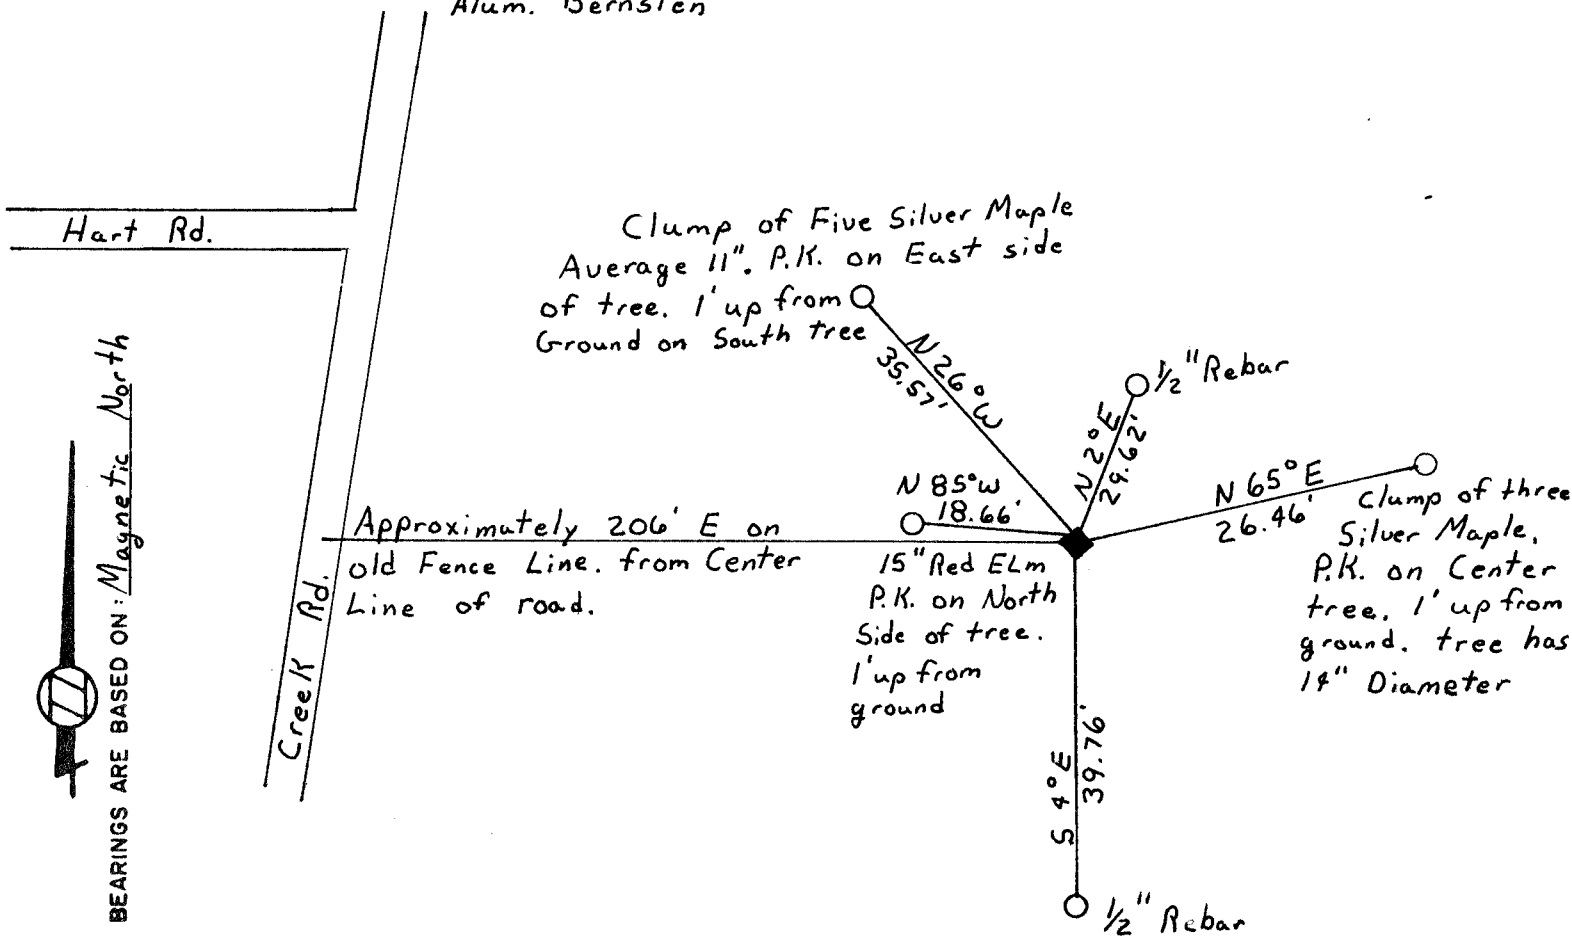 Alum. Bernsten
Hart Rd.
Clump of Five Silver Maple
Average 11". P.K. on East side
of tree. 1' up from
Ground on South tree
N 26° W
35.57'
1/2" Rebar
N 2° E
29.62'
N 65° E
26.46'
Clump of three
Silver Maple.
P.K. on Center
tree. 1' up from
ground. tree has
14" Diameter
N 85° W
18.66'
15" Red ELm
P.K. on North
Side of tree.
1' up from
ground
Approximately 206' E on
old Fence Line. from Center
Line of road.
Creek Rd.
BEARINGS ARE BASED ON: Magnetic North
S 4° E
39.76'
1/2" Rebar